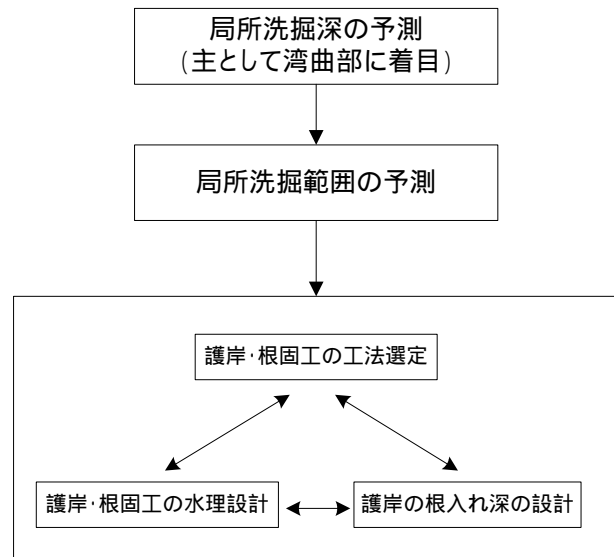 局所洗掘深の予測
(主として湾曲部に着目)
局所洗掘範囲の予測
護岸･根固工の工法選定
護岸･根固工の水理設計
護岸の根入れ深の設計